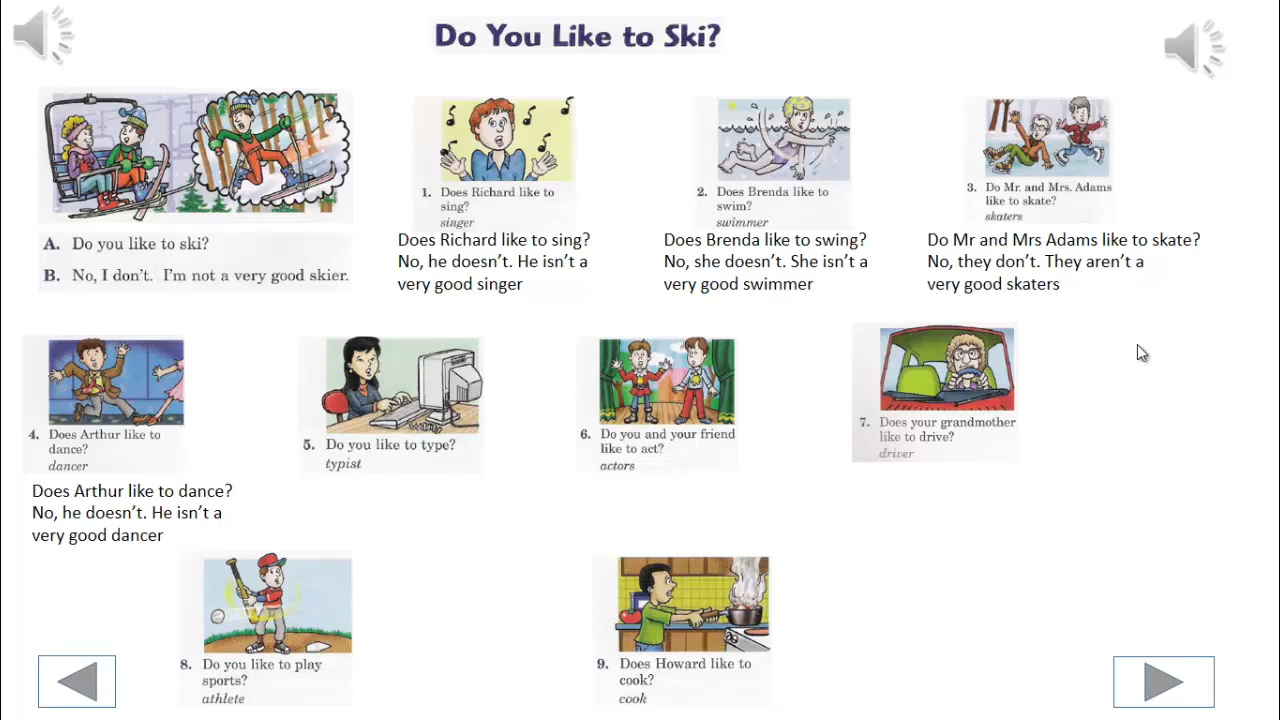 Do You Like to Ski?
A. Do you like to ski?
B. No, I don't. I'm not a very good skier.
1. Does Richard like to
sing?
singer
Does Richard like to sing?
No, he doesn't. He isn't a
very good singer
2. Does Brenda like to
swim?
swimmer
Does Brenda like to swing?
No, she doesn't. She isn't a
very good swimmer
3. Do Mr. and Mrs. Adams
like to skate?
skaters
Do Mr and Mrs Adams like to skate?
No, they don't. They aren't a
very good skaters
4. Does Arthur like to
dance?
dancer
Does Arthur like to dance?
No, he doesn't. He isn't a
very good dancer
5. Do you like to type?
typist
6. Do you and your friend
like to act?
actors
7. Does your grandmother
like to drive?
driver
8. Do you like to play
sports?
athlete
9. Does Howard like to
cook?
cook